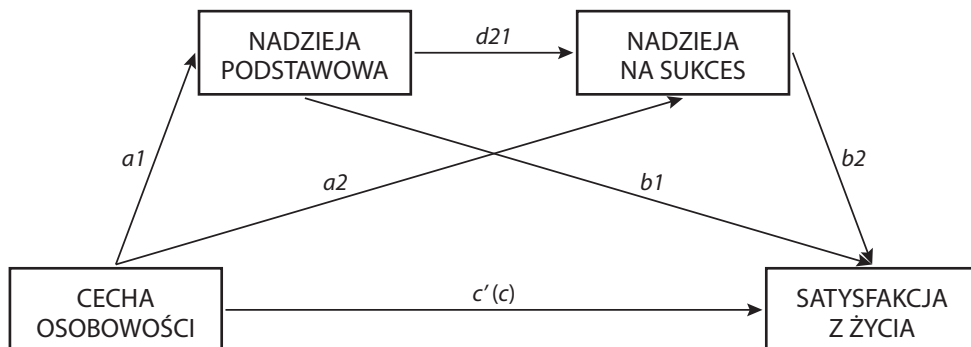 NADZIEJA
PODSTAWOWA
d21
NADZIEJA
NA SUKCES
a1
a2
b1
b2
CECHA
OSOBOWOŚCI
c′ (c)
SATYSFAKCJA
Z ŻYCIA